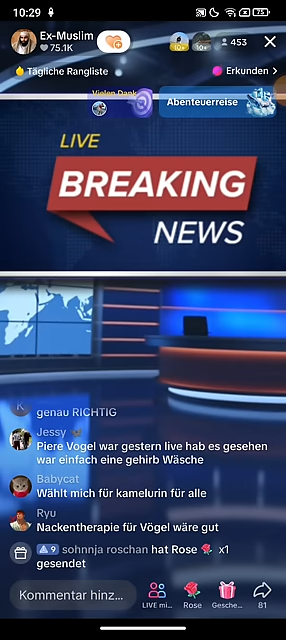 10:29
75
Ex-Muslim
75.1K
10+
10+
453
Tägliche Rangliste
Erkunden >
Vielen Dank
Abenteuerreise
LIVE
BREAKING
NEWS
K
genau RICHTIG
Jessy
Piere Vogel war gestern live hab es gesehen
war einfach eine gehirb Wäsche
Babycat
Wählt mich für kamelurin für alle
Ryu
Nackentherapie für Vögel wäre gut
9 sohnnja roschan hat Rose x1
gesendet
Kommentar hinz...
LIVE mi...
Rose
Gesche...
81